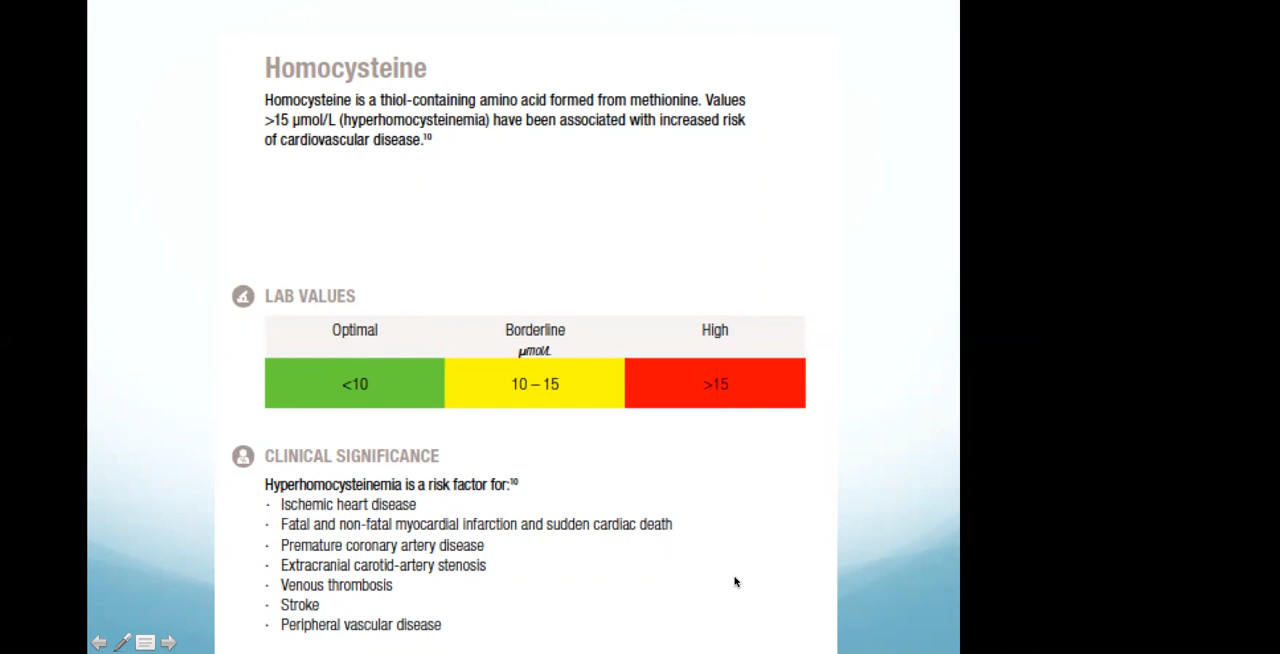 Homocysteine
Homocysteine is a thiol-containing amino acid formed from methionine. Values
>15 µmol/L (hyperhomocysteinemia) have been associated with increased risk
of cardiovascular disease.¹⁰
LAB VALUES
Optimal Borderline High
µmol/L
<10 10 – 15 >15
CLINICAL SIGNIFICANCE
Hyperhomocysteinemia is a risk factor for:¹⁰
· Ischemic heart disease
· Fatal and non-fatal myocardial infarction and sudden cardiac death
· Premature coronary artery disease
· Extracranial carotid-artery stenosis
· Venous thrombosis
· Stroke
· Peripheral vascular disease